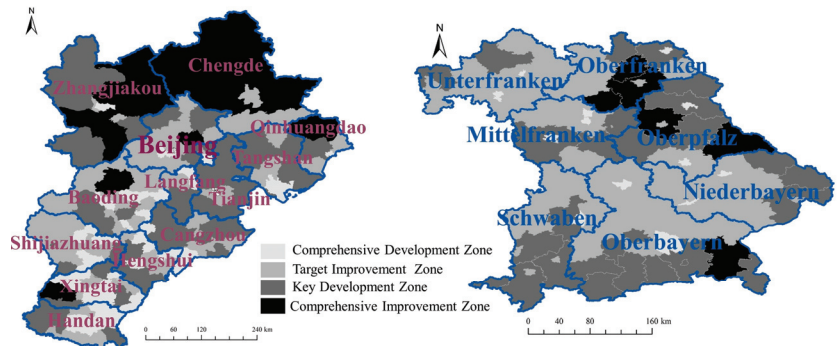 N
Chengde
Zhangjiakou
Qinhuangdao
Beijing
Tangshan
Langfang
Tianjin
Baoding
Cangzhou
Shijiazhuang
Hengshui
Xingtai
Handan
0 60 120 240 km
Comprehensive Development Zone
Target Improvement Zone
Key Development Zone
Comprehensive Improvement Zone
N
Oberfranken
Unterfranken
Mittelfranken
Oberpfalz
Niederbayern
Schwaben
Oberbayern
0 40 80 160 km